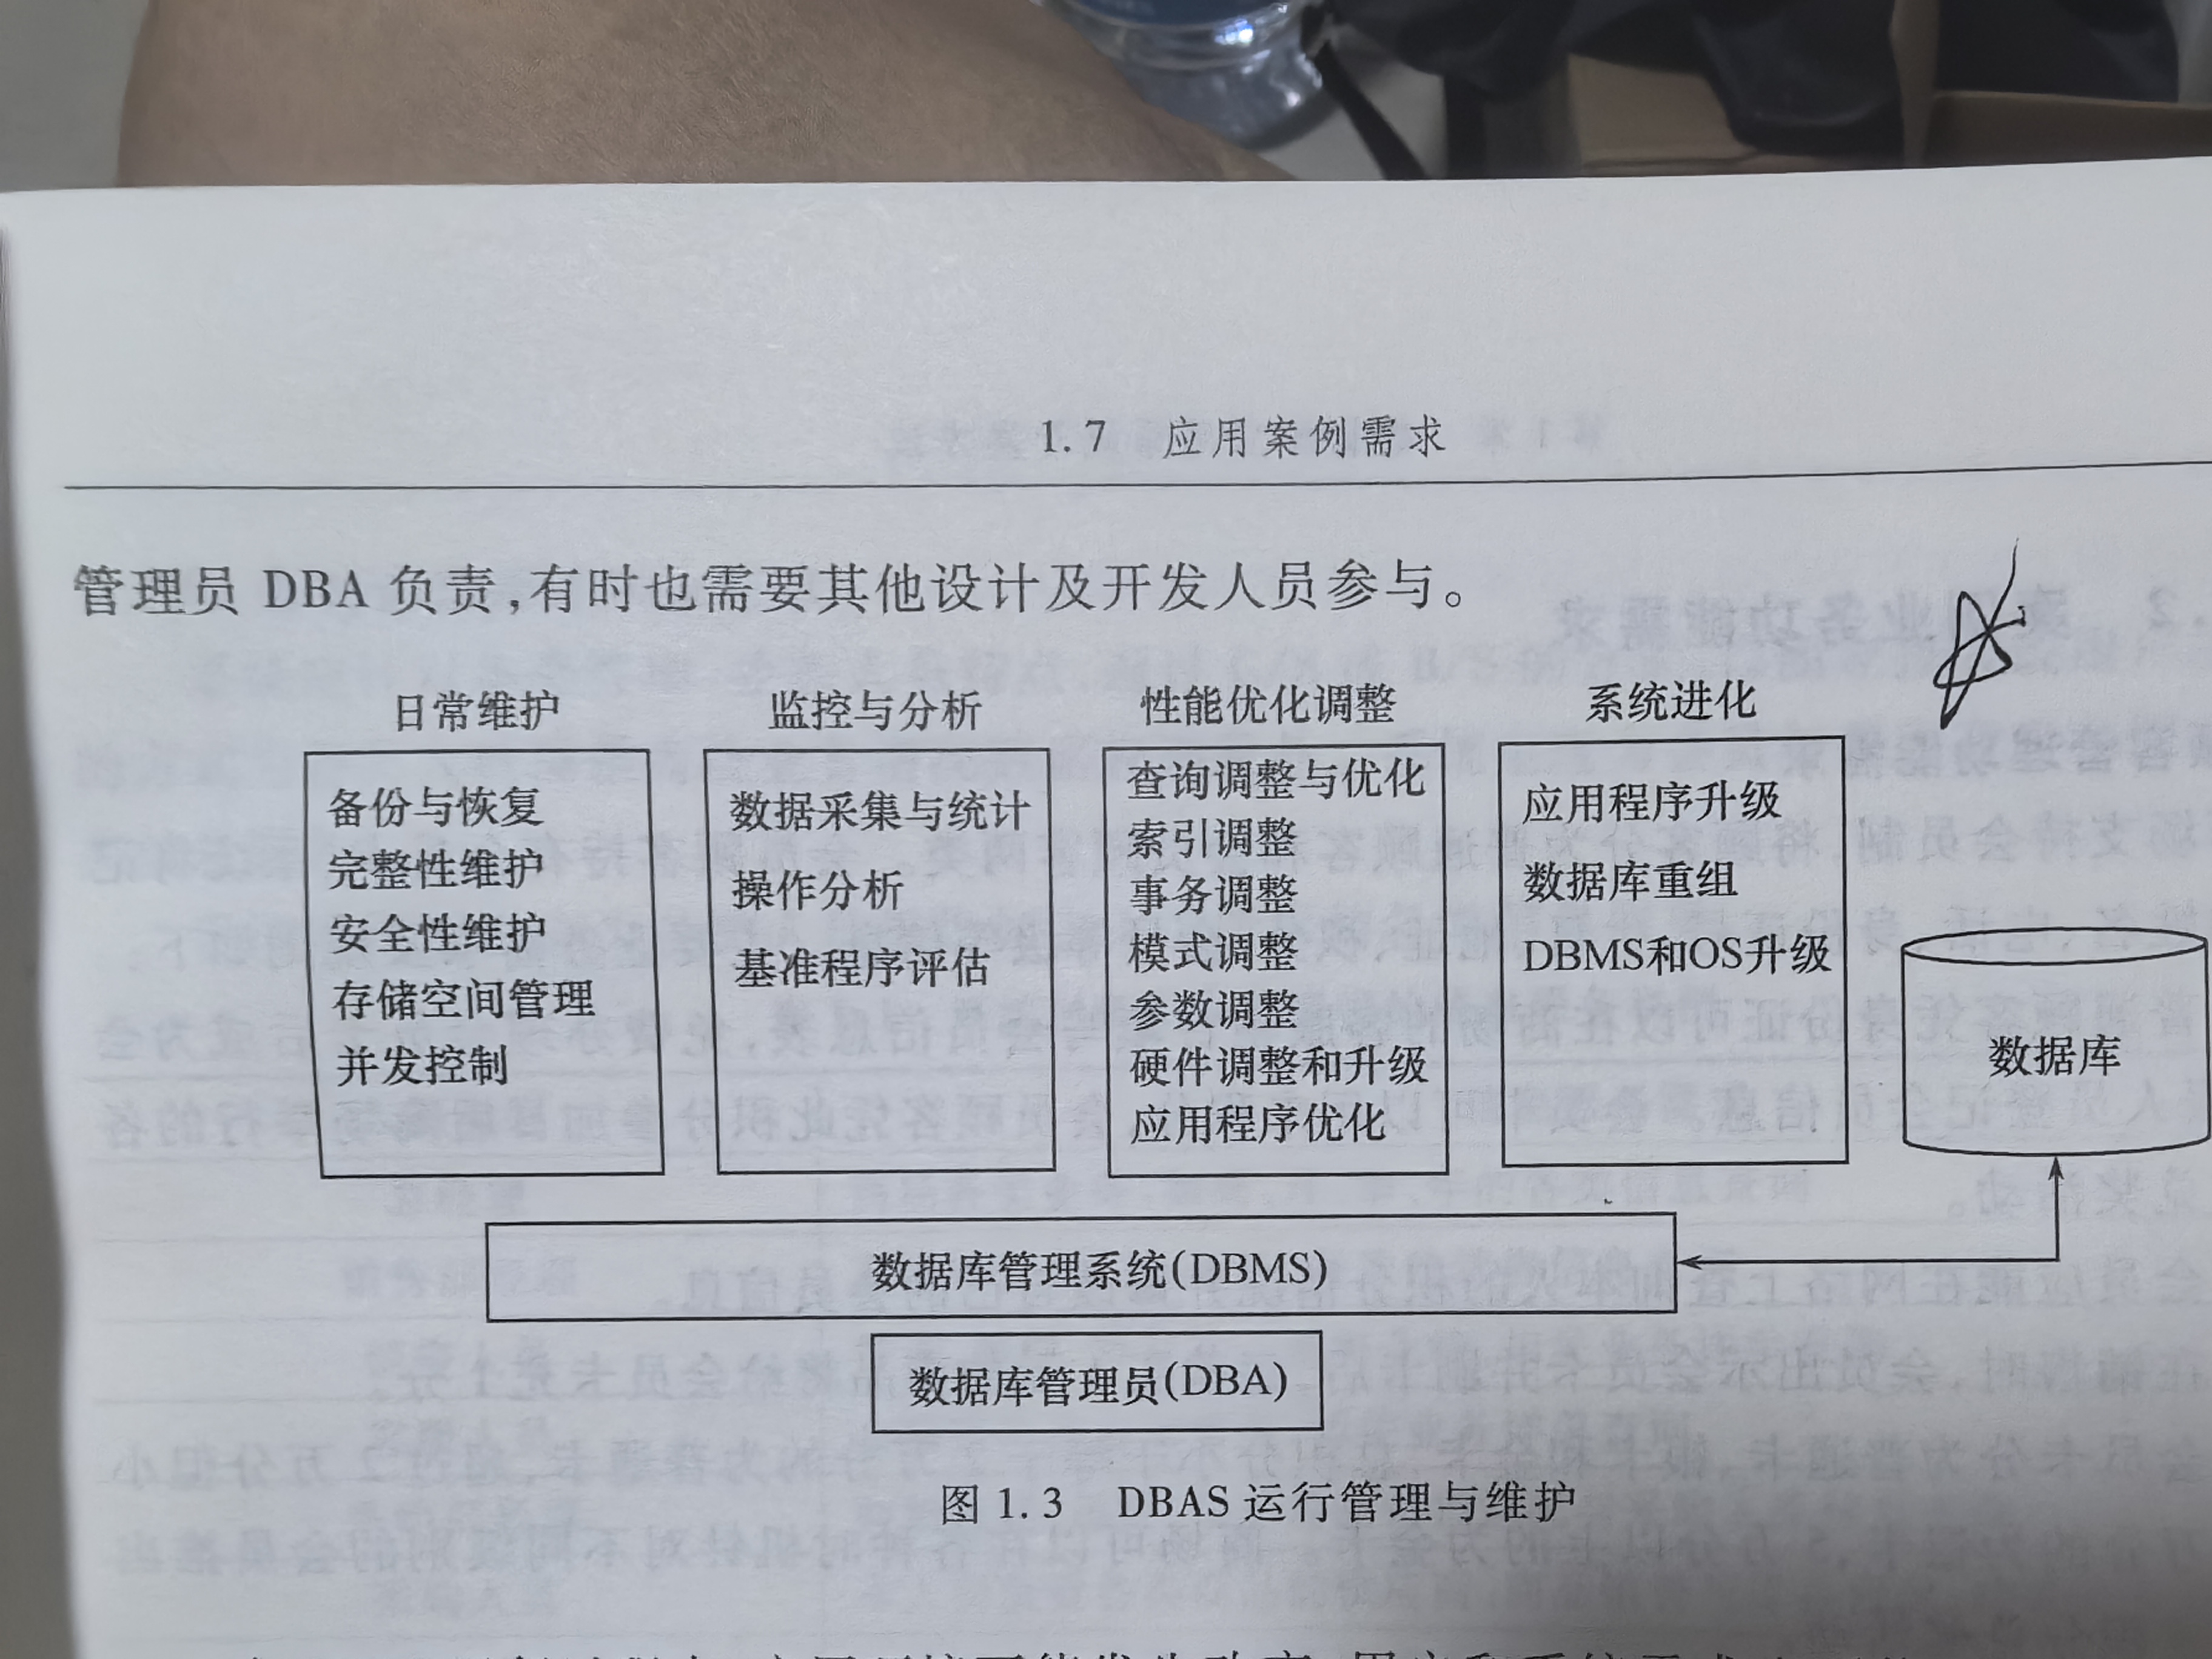 1.7 应用案例需求
管理员 DBA 负责,有时也需要其他设计及开发人员参与。
日常维护
备份与恢复
完整性维护
安全性维护
存储空间管理
并发控制
监控与分析
数据采集与统计
操作分析
基准程序评估
性能优化调整
查询调整与优化
索引调整
事务调整
模式调整
参数调整
硬件调整和升级
应用程序优化
系统进化
应用程序升级
数据库重组
DBMS和OS升级
数据库
数据库管理系统(DBMS)
数据库管理员(DBA)
图 1.3 DBAS 运行管理与维护